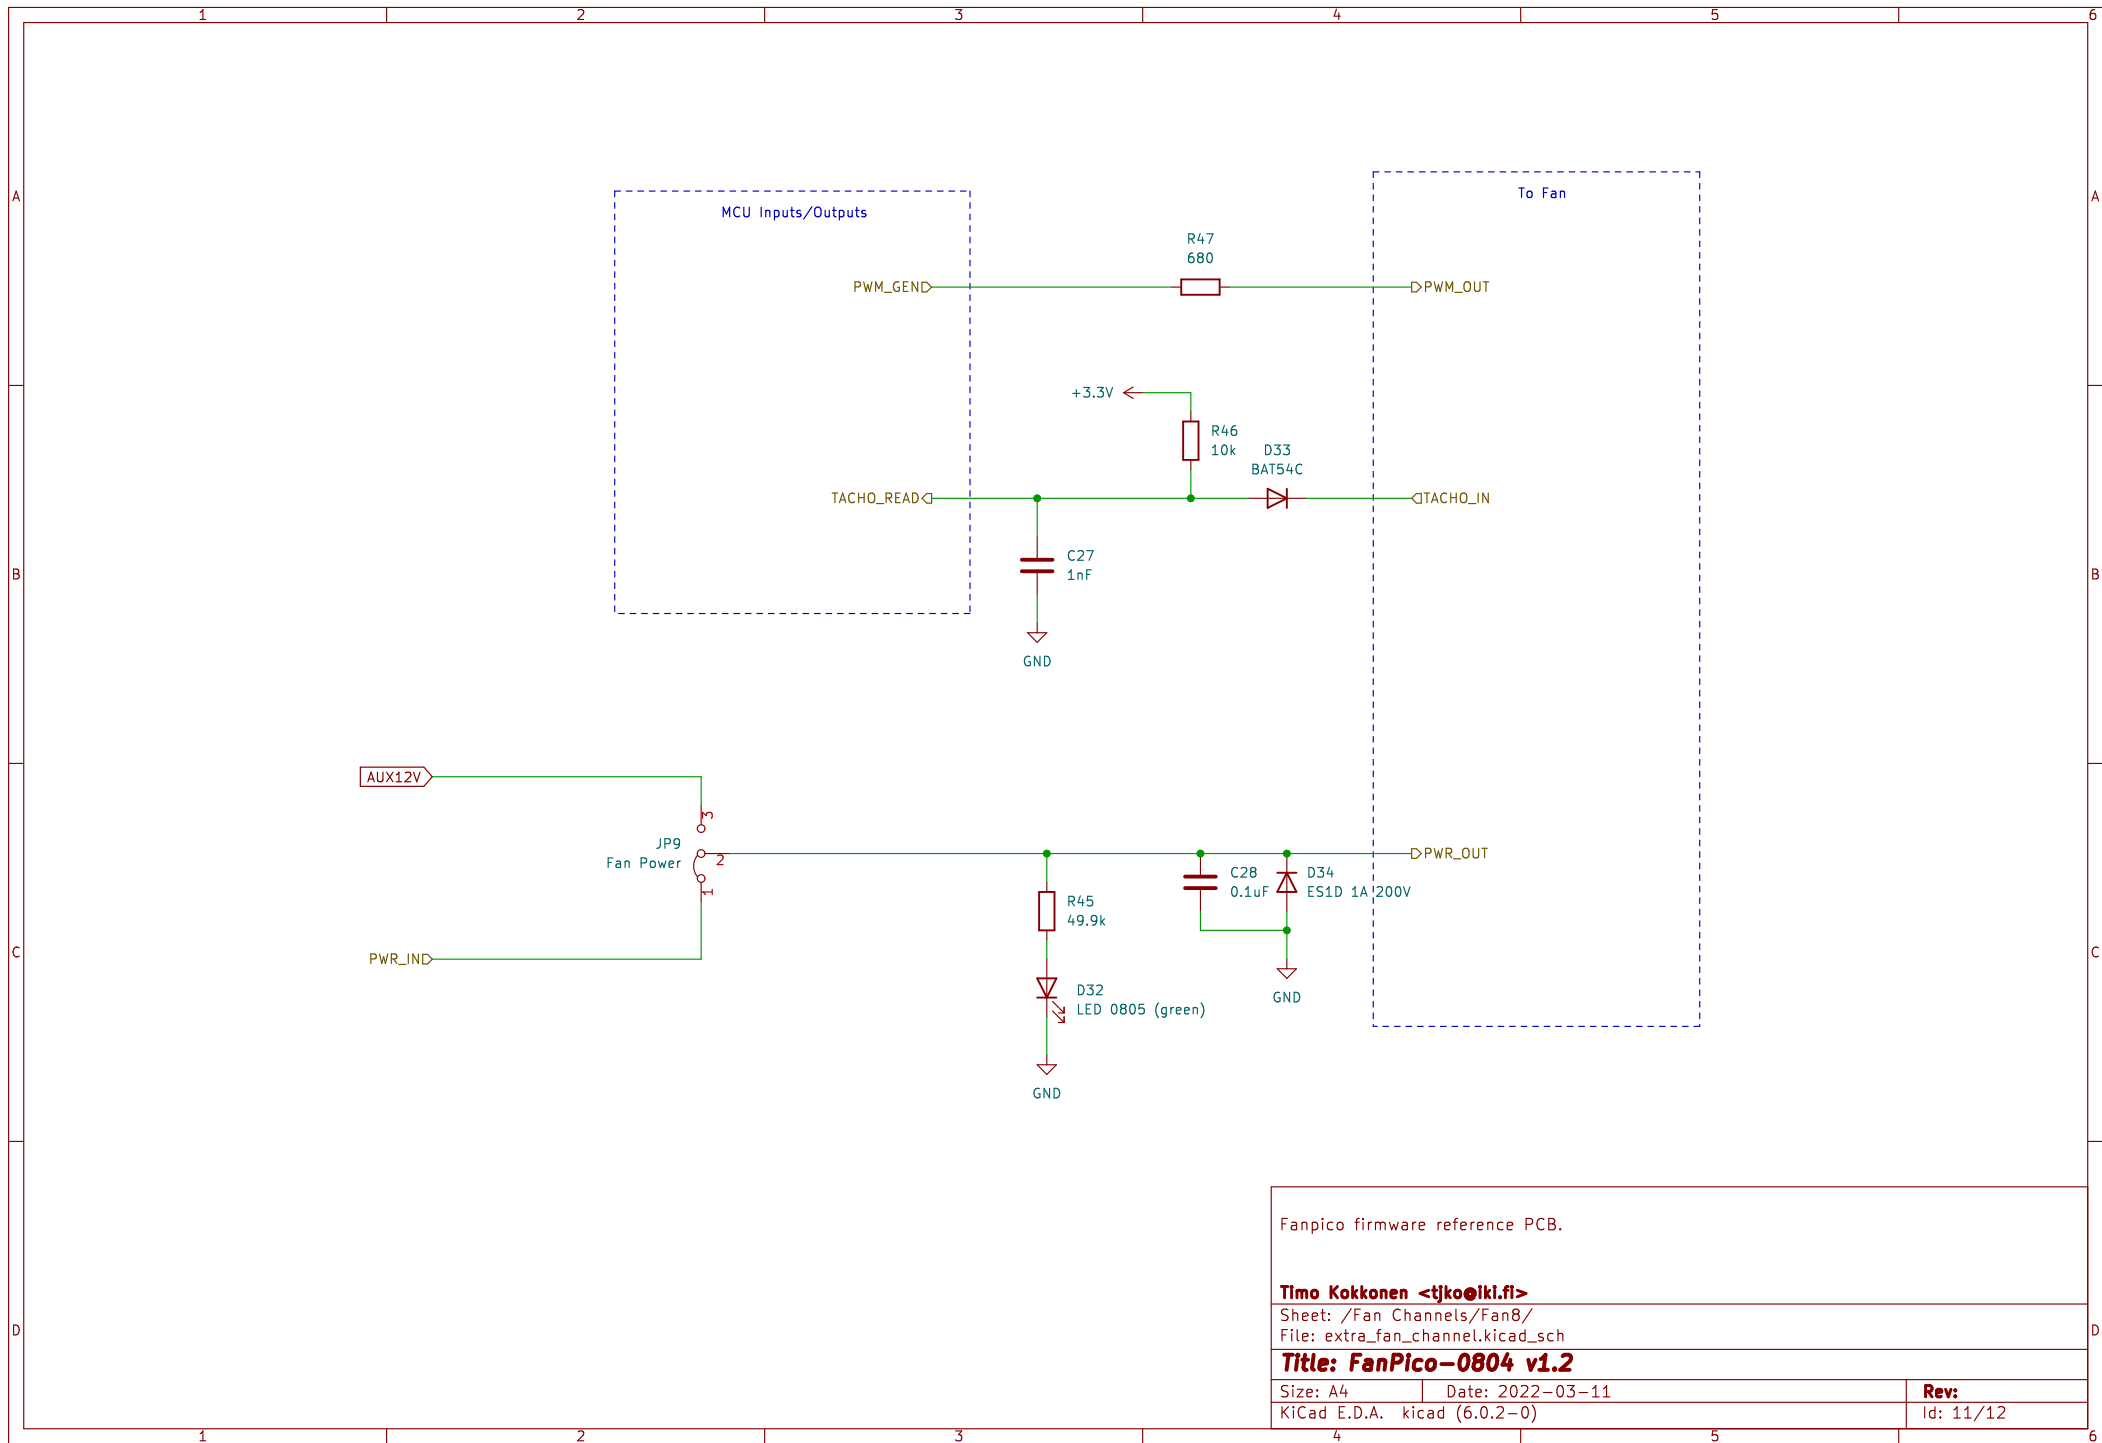 1 2 3 4 5 6
A A
To Fan
MCU Inputs/Outputs
R47
680
PWM_GEN
PWM_OUT
+3.3V
R46
10k
D33
BAT54C
TACHO_READ
TACHO_IN
B B
C27
1nF
GND
AUX12V
3
JP9
Fan Power
2
1
PWR_OUT
C28
0.1uF
D34
ES1D 1A 200V
R45
49.9k
C C
PWR_IN
D32
LED 0805 (green)
GND
GND
Fanpico firmware reference PCB.
Timo Kokkonen <tjko@iki.fi>
Sheet: /Fan Channels/Fan8/
File: extra_fan_channel.kicad_sch
D D
Title: FanPico-0804 v1.2
Size: A4 Date: 2022-03-11 Rev:
KiCad E.D.A. kicad (6.0.2-0) Id: 11/12
1 2 3 4 5 6